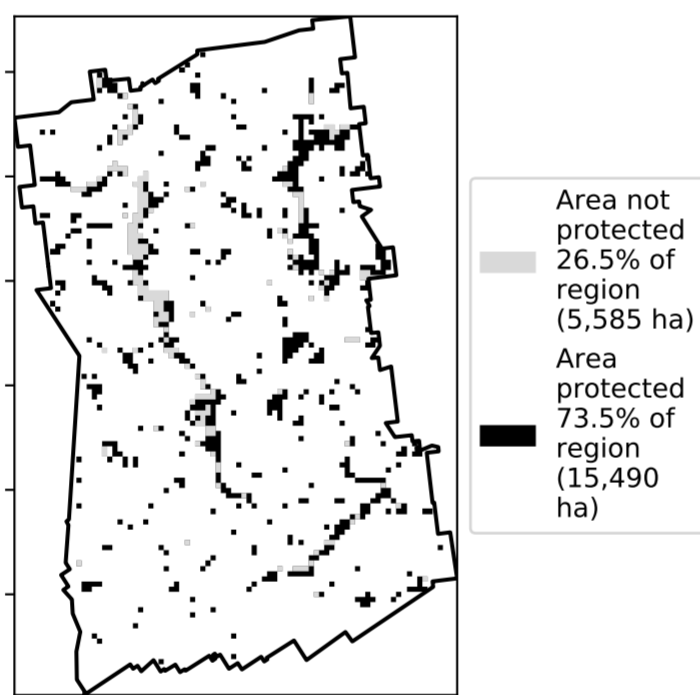 Area not
protected
26.5% of
region
(5,585 ha)
Area
protected
73.5% of
region
(15,490
ha)